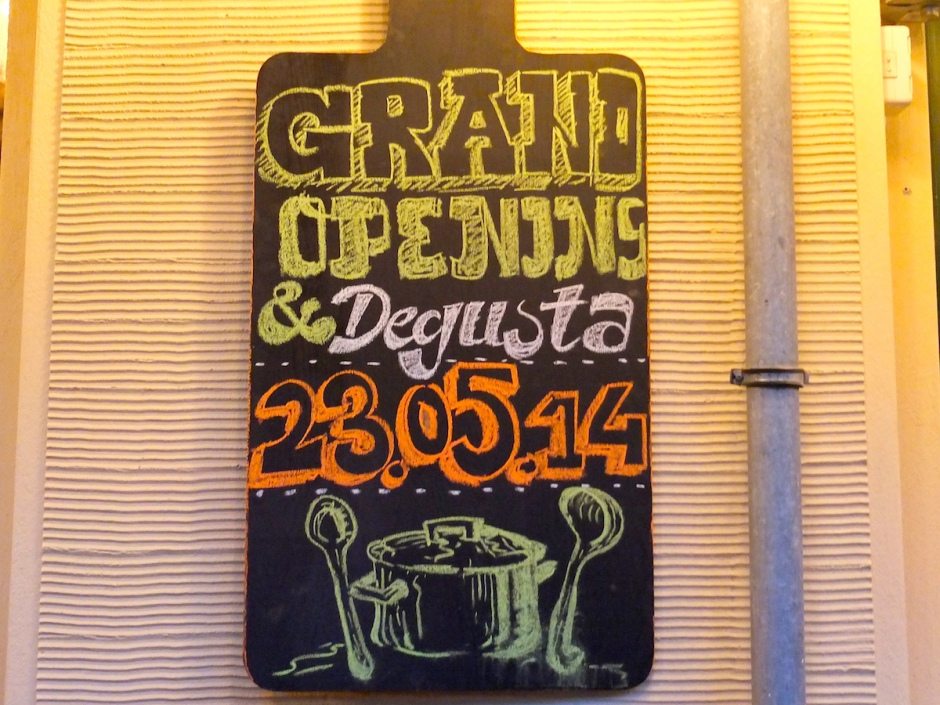 GRAND
OPENING
& Degusta
23.05.14